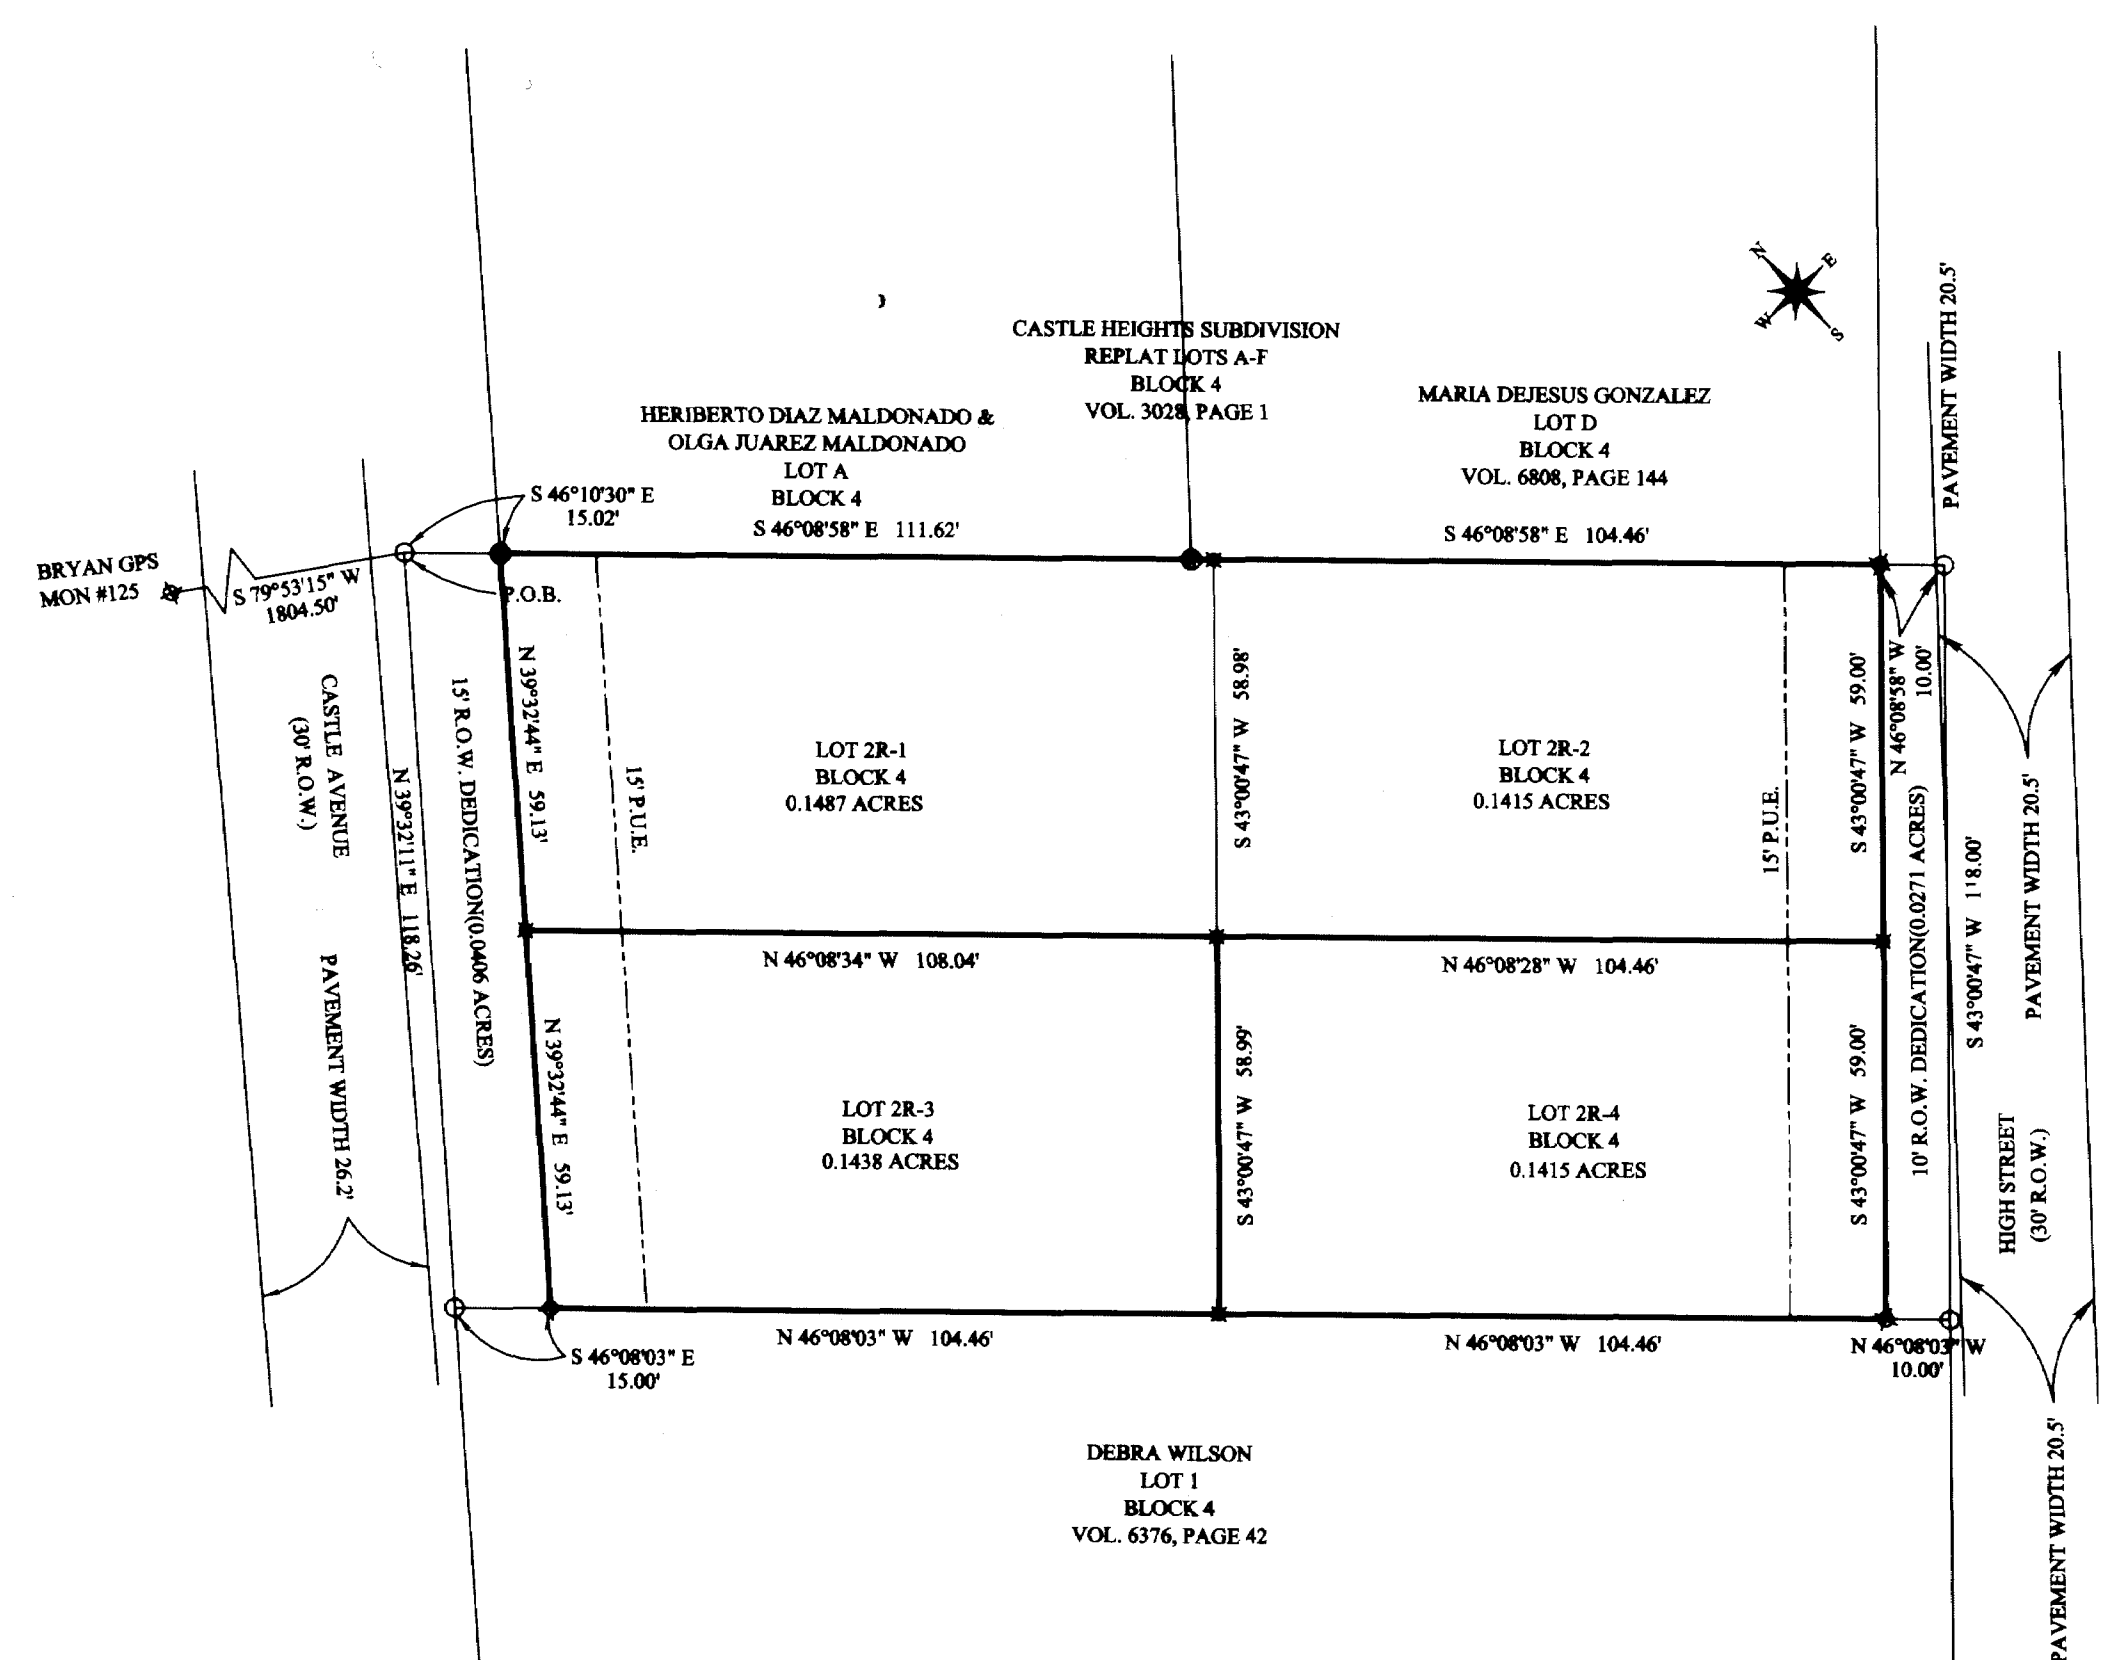 N
E
W
S
CASTLE HEIGHTS SUBDIVISION
REPLAT LOTS A-F
BLOCK 4
VOL. 3028, PAGE 1
HERIBERTO DIAZ MALDONADO &
OLGA JUAREZ MALDONADO
LOT A
BLOCK 4
S 46°08'58" E 111.62'
MARIA DEJESUS GONZALEZ
LOT D
BLOCK 4
VOL. 6808, PAGE 144
S 46°08'58" E 104.46'
PAVEMENT WIDTH 20.5'
S 46°10'30" E
15.02'
BRYAN GPS
MON #125
S 79°53'15" W
1804.50'
P.O.B.
CASTLE AVENUE
(30' R.O.W.)
PAVEMENT WIDTH 26.2'
N 39°32'11" E 118.26'
15' R.O.W. DEDICATION(0.0406 ACRES)
N 39°32'44" E 59.13'
15' P.U.E.
LOT 2R-1
BLOCK 4
0.1487 ACRES
S 43°00'47" W 58.98'
LOT 2R-2
BLOCK 4
0.1415 ACRES
15' P.U.E.
S 43°00'47" W 59.00'
N 46°08'58" W
10.00'
10' R.O.W. DEDICATION(0.0271 ACRES)
S 43°00'47" W 118.00'
PAVEMENT WIDTH 20.5'
HIGH STREET
(30' R.O.W.)
N 46°08'34" W 108.04'
N 46°08'28" W 104.46'
N 39°32'44" E 59.13'
LOT 2R-3
BLOCK 4
0.1438 ACRES
S 43°00'47" W 58.99'
LOT 2R-4
BLOCK 4
0.1415 ACRES
S 43°00'47" W 59.00'
S 46°08'03" E
15.00'
N 46°08'03" W 104.46'
N 46°08'03" W 104.46'
N 46°08'03" W
10.00'
DEBRA WILSON
LOT 1
BLOCK 4
VOL. 6376, PAGE 42
PAVEMENT WIDTH 20.5'